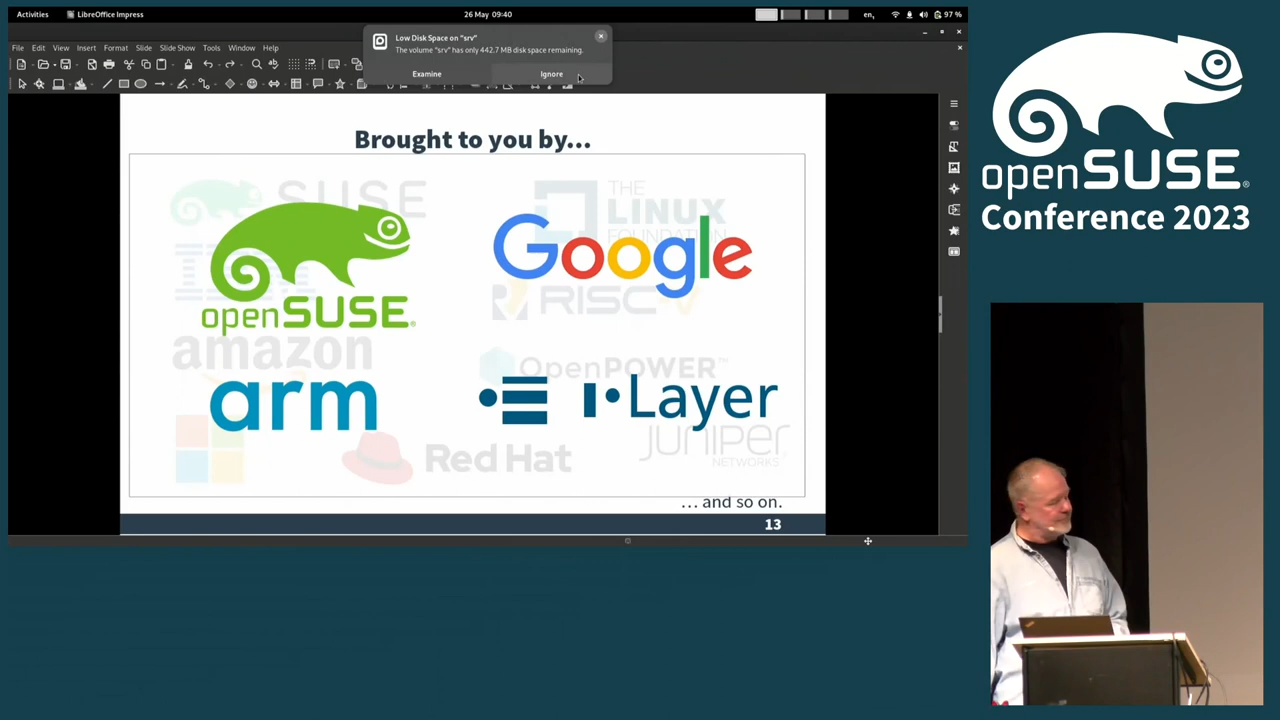 Activities
LibreOffice Impress
26 May 09:40
en,
97 %
Low Disk Space on "srv"
The volume "srv" has only 442.7 MB disk space remaining.
Examine
Ignore
File Edit View Insert Format Slide Slide Show Tools Window Help
Brought to you by...
SUSE
THE LINUX FOUNDATION
openSUSE
Google
IBM
RISC V
amazon
OpenPOWER™
arm
Layer
Red Hat
JUNIPER NETWORKS
... and so on.
13
openSUSE®
Conference 2023